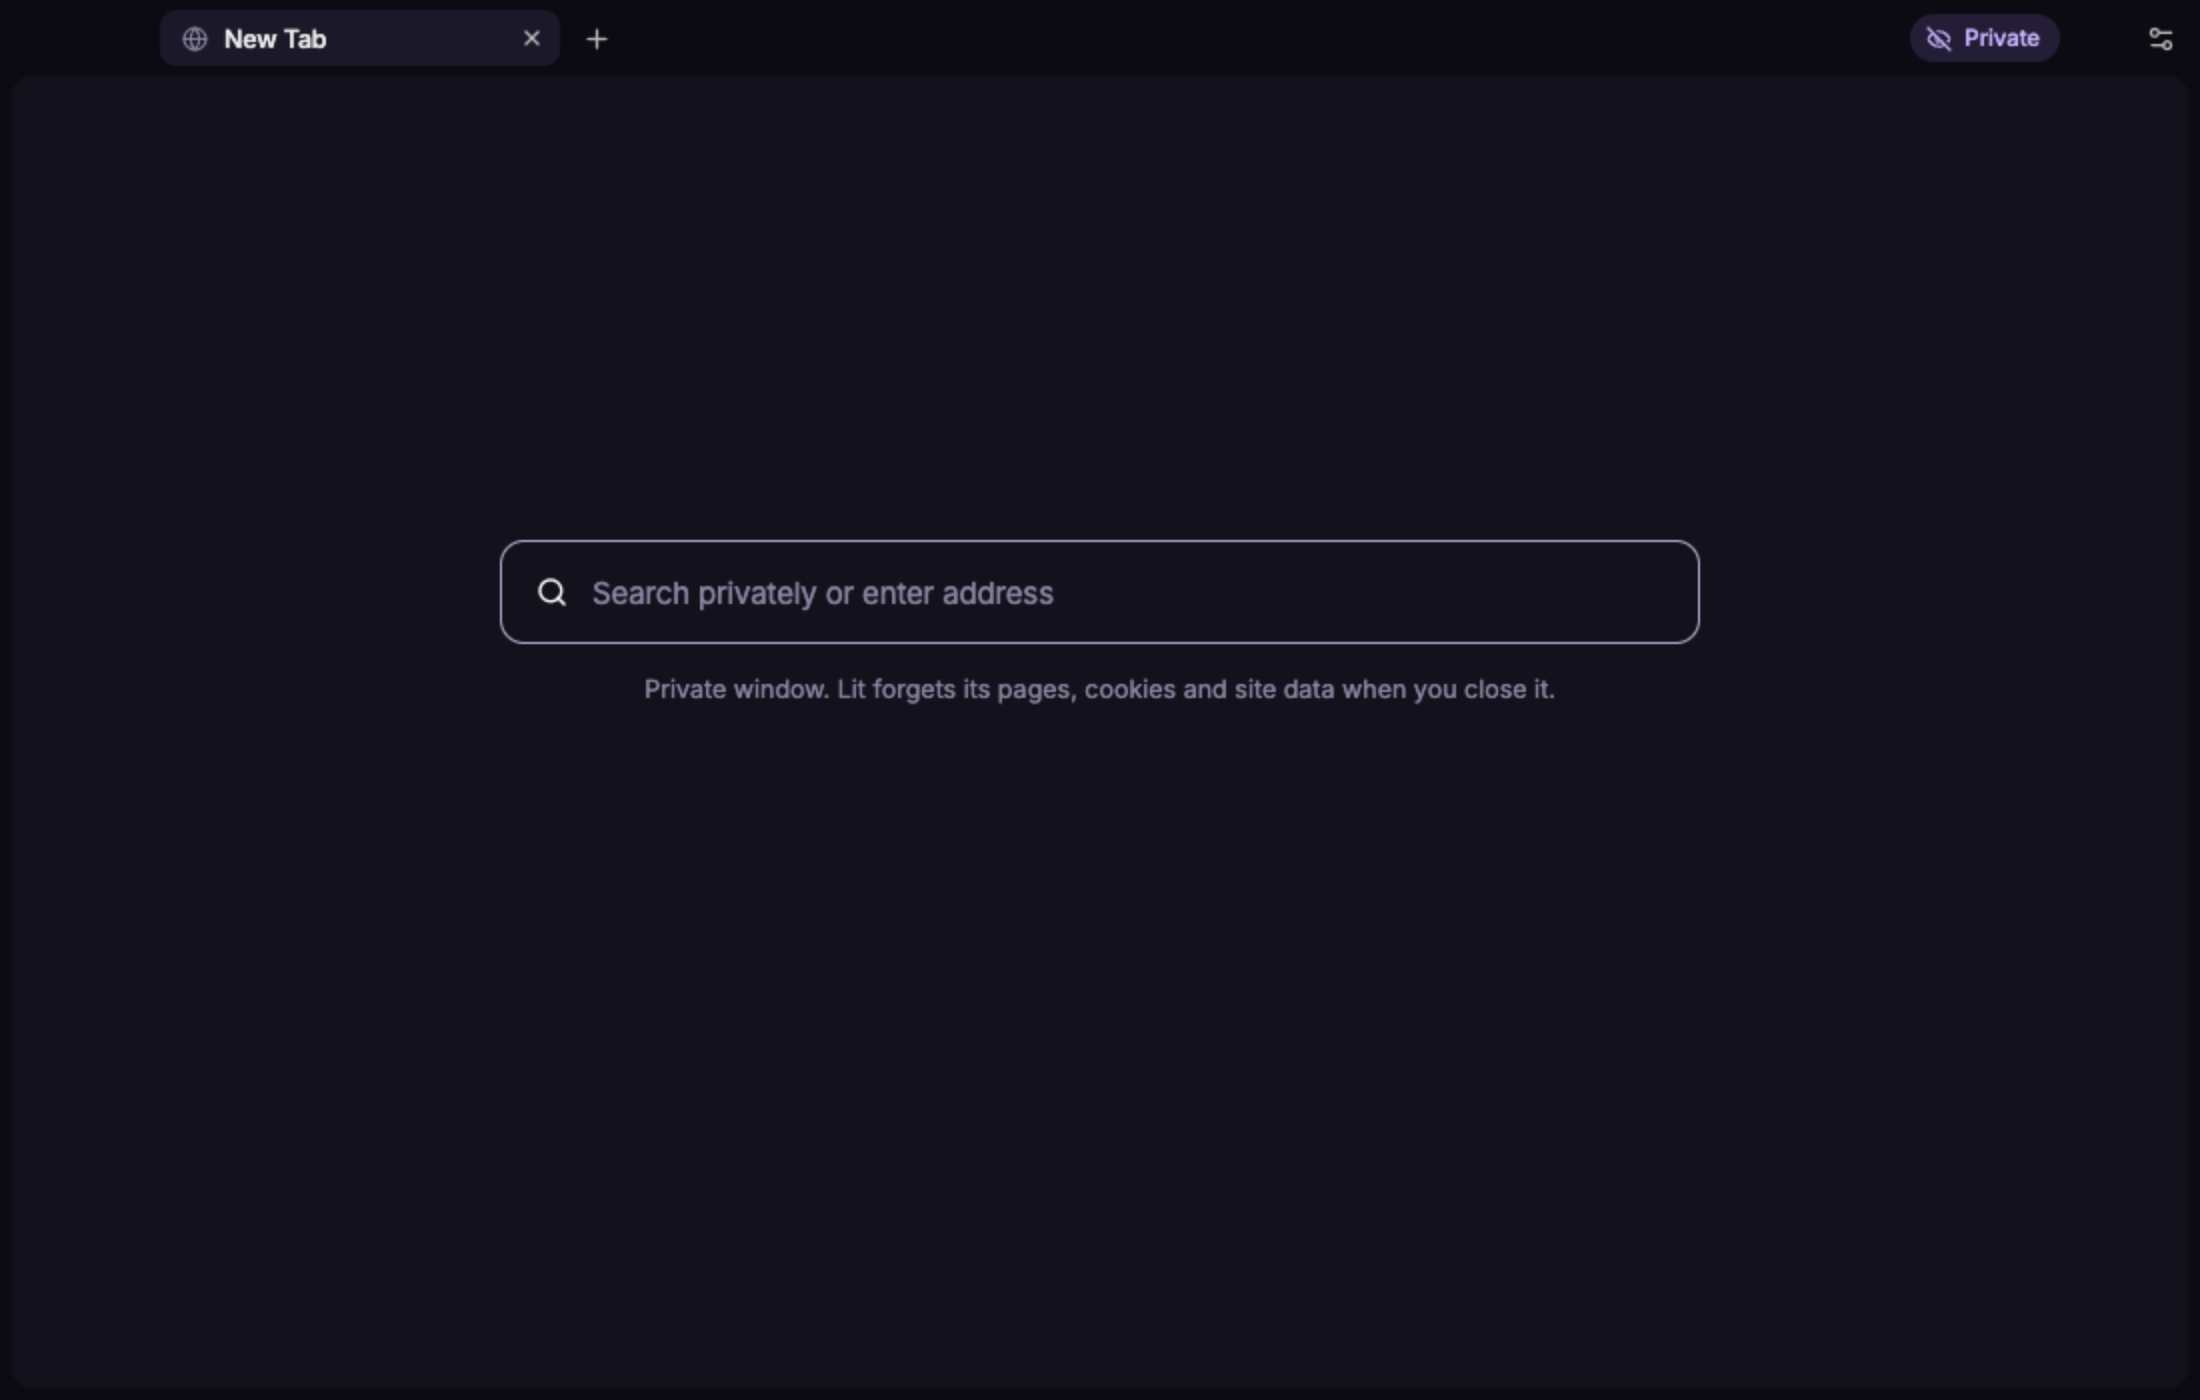 New Tab
Private
Search privately or enter address
Private window. Lit forgets its pages, cookies and site data when you close it.